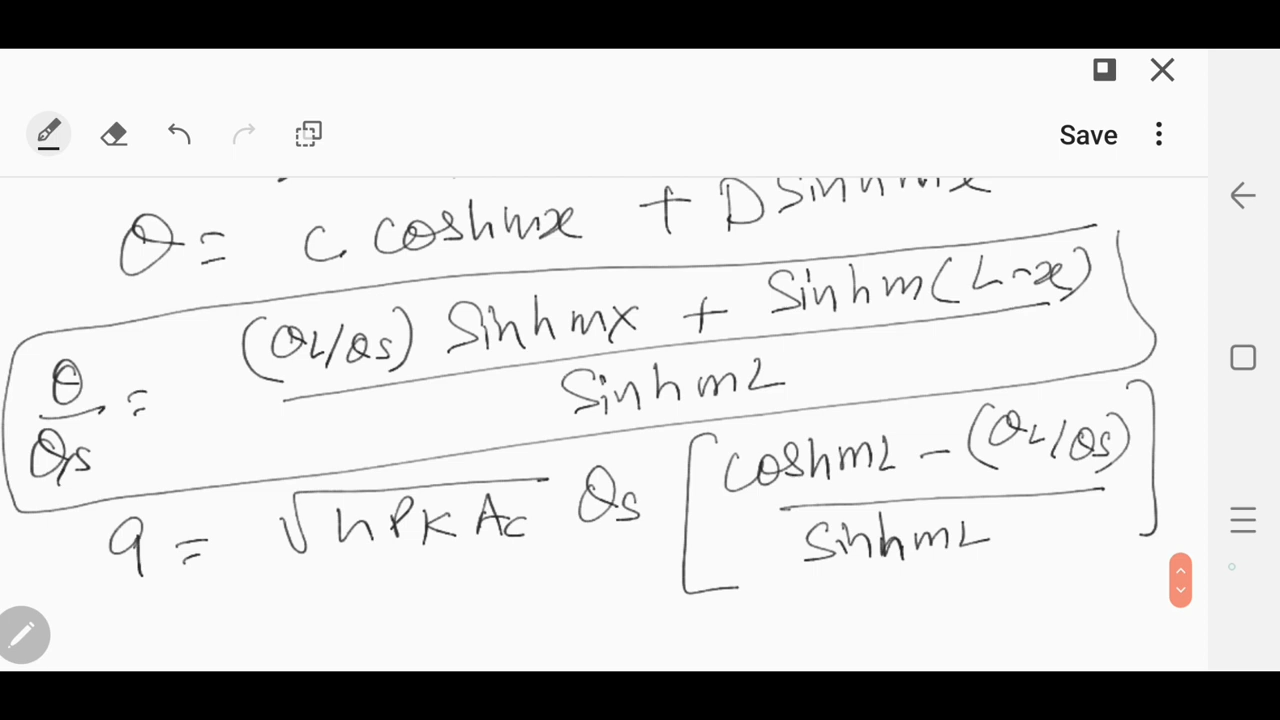 Save
θ = C coshmx + D sinhmx
θ/θs = (θL/θs) Sinhmx + Sinhm(L-x) / SinhmL
q = √hPKAc θs [coshmL - (θL/θs) / SinhmL]